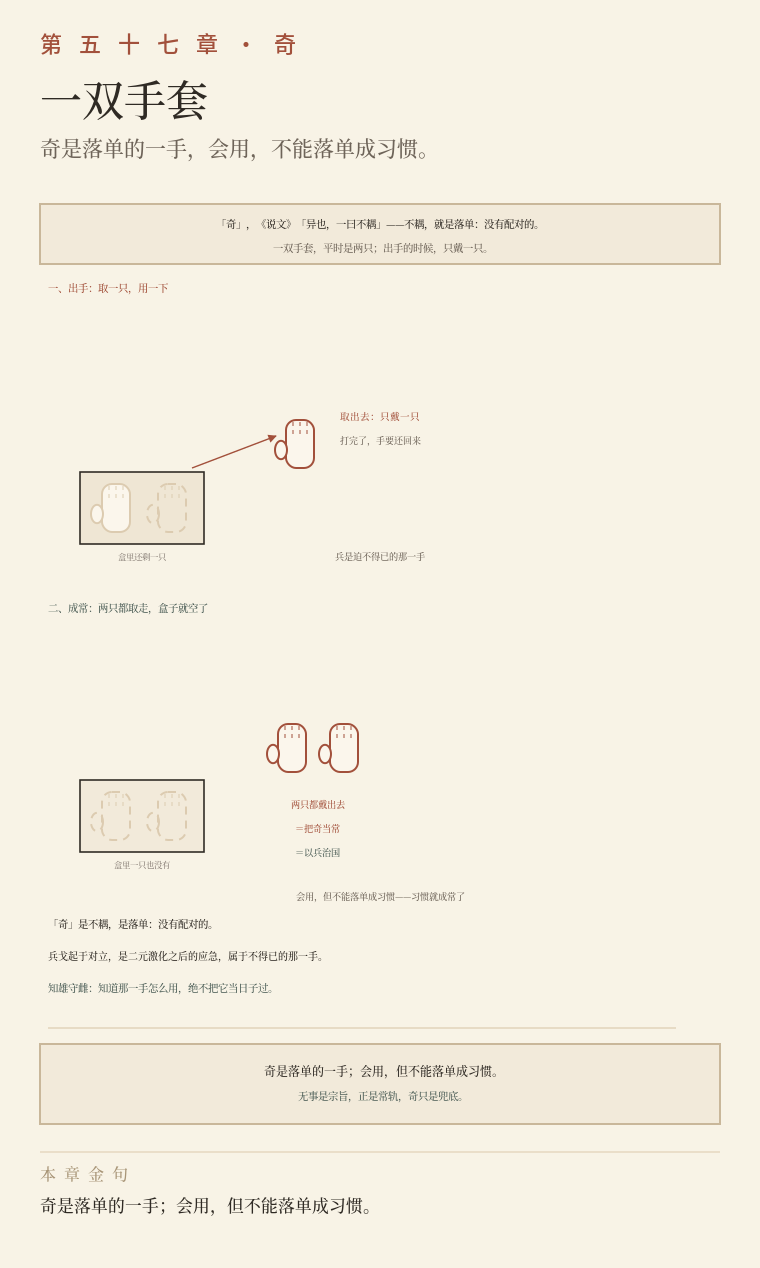 第五十七章·奇
一双手套
奇是落单的一手，会用，不能落单成习惯。
「奇」，《说文》「异也，一曰不耦」——不耦，就是落单：没有配对的。
一双手套，平时是两只；出手的时候，只戴一只。
一、出手：取一只，用一下
取出去：只戴一只
打完了，手要还回来
盒里还剩一只
兵是迫不得已的那一手
二、成常：两只都取走，盒子就空了
两只都戴出去
＝把奇当常
＝以兵治国
盒里一只也没有
会用，但不能落单成习惯——习惯就成常了
「奇」是不耦，是落单：没有配对的。
兵戈起于对立，是二元激化之后的应急，属于不得已的那一手。
知雄守雌：知道那一手怎么用，绝不把它当日子过。
奇是落单的一手；会用，但不能落单成习惯。
无事是宗旨，正是常轨，奇只是兜底。
本章金句
奇是落单的一手；会用，但不能落单成习惯。